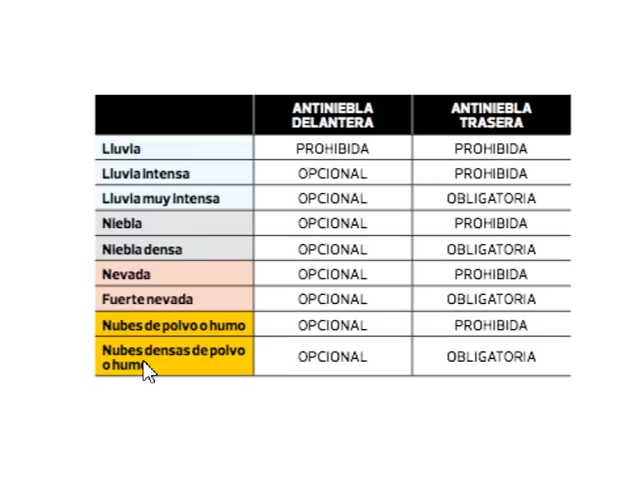 ANTINIEBLA DELANTERA ANTINIEBLA TRASERA
Lluvia PROHIBIDA PROHIBIDA
Lluvia Intensa OPCIONAL PROHIBIDA
Lluvia muy Intensa OPCIONAL OBLIGATORIA
Niebla OPCIONAL PROHIBIDA
Niebla densa OPCIONAL OBLIGATORIA
Nevada OPCIONAL PROHIBIDA
Fuerte nevada OPCIONAL OBLIGATORIA
Nubes de polvo o humo OPCIONAL PROHIBIDA
Nubes densas de polvo o humo OPCIONAL OBLIGATORIA